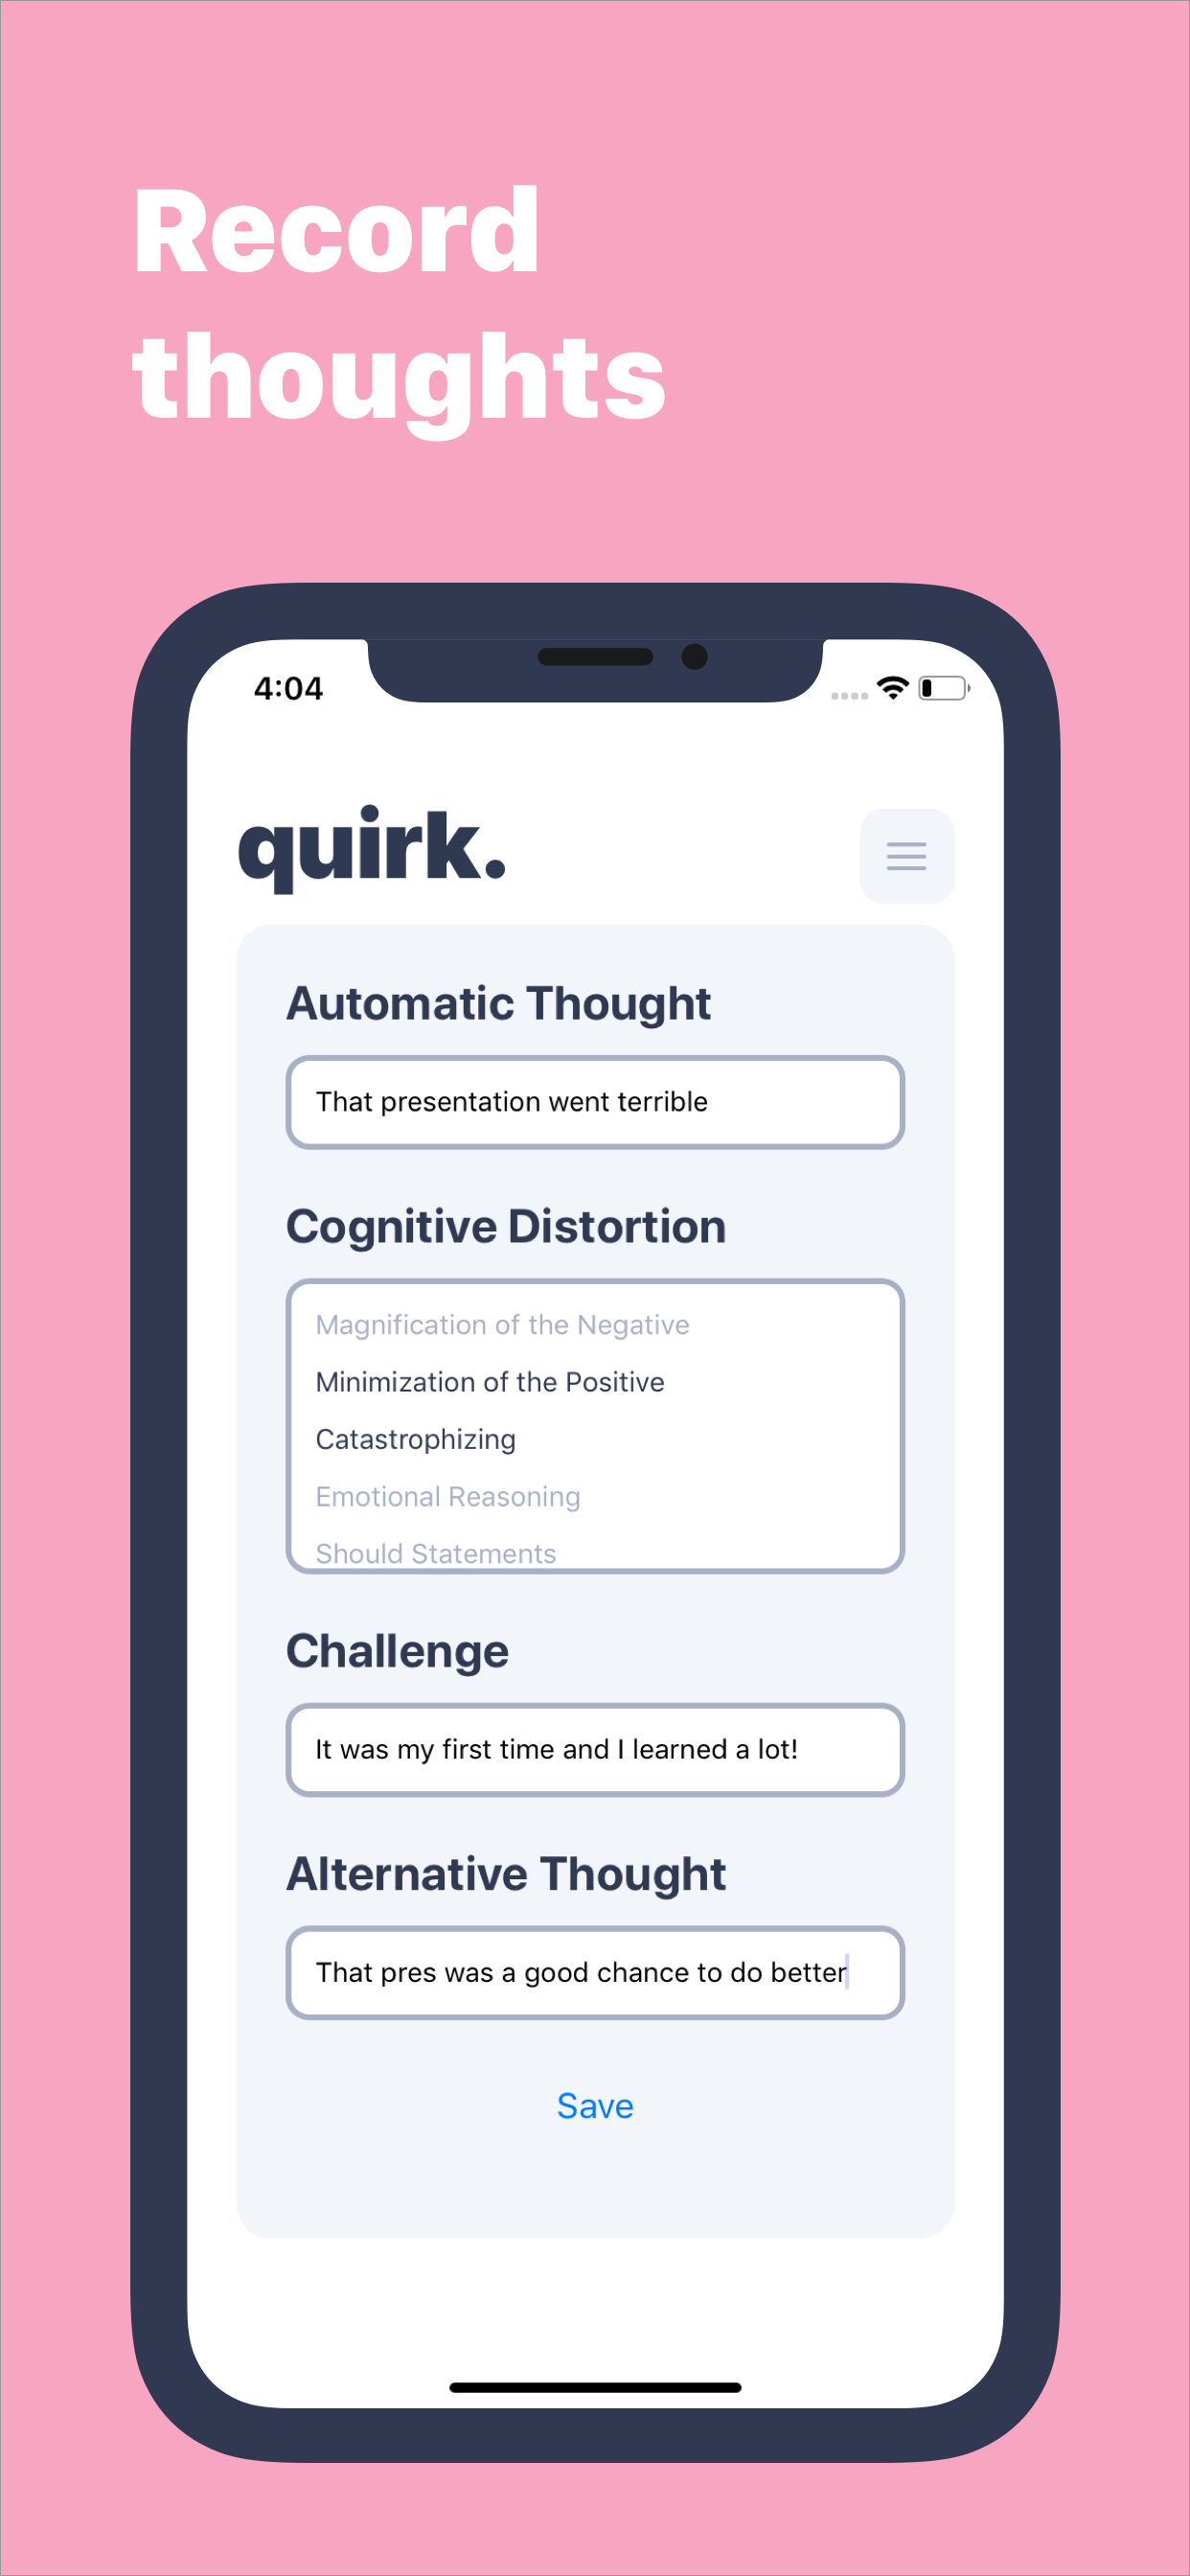 Record
thoughts
4:04
quirk.
Automatic Thought
That presentation went terrible
Cognitive Distortion
Magnification of the Negative
Minimization of the Positive
Catastrophizing
Emotional Reasoning
Should Statements
Challenge
It was my first time and I learned a lot!
Alternative Thought
That pres was a good chance to do better
Save